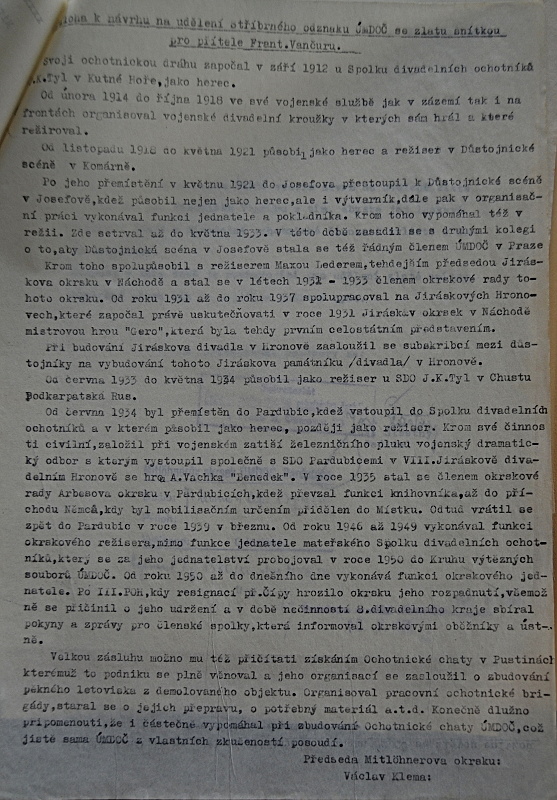 k návrhu na udělení stříbrného odznaku ÚMDOČ se zlatu snítkou
pro přítele Frant.Vančuru.
svoji ochotnickou dráhu započal v září 1912 u Spolku divadelních ochotníků
J.K.Tyl v Kutné Hoře,jako herec.
Od února 1914 do října 1918 ve své vojenské službě jak v zázemí tak i na
frontách organisoval vojenské divadelní kroužky v kterých sám hrál a které
režiroval.
Od listopadu 1918 do května 1921 působil jako herec a režiser v Důstojnické
scéně v Komárně.
Po jeho přemístění v květnu 1921 do Josefova přestoupil k Důstojnické scéně
v Josefově,kdež působil nejen jako herec,ale i výtvarník,dále pak v organisač-
ní práci vykonával funkci jednatele a pokladníka. Krom toho vypomáhal též v
režii. Zde setrval až do května 1933. V této době zasadil se s druhými kolegi
o to,aby Důstojnická scéna v Josefově stala se též řádným členem ÚMDOČ v Praze
Krom toho spolupůsobil s režiserem Maxou Lederem,tehdejším předsedou Jirás-
kova okrsku v Náchodě a stal se v létech 1931 - 1933 členem okrskové rady to-
hoto okrsku. Od roku 1931 až do roku 1937 spolupracoval na Jiráskových Hrono-
vech,které započal právě uskutečňovati v roce 1931 Jiráskův okrsek v Náchodě
mistrovou hrou "Gero",která byla tehdy prvním celostátním představením.
Při budování Jiráskova divadla v Hronově zasloužil se subskribcí mezi důs-
tojníky na vybudování tohoto Jiráskova památníku /divadla/ v Hronově.
Od června 1933 do května 1934 působil jako režiser u SDO J.K.Tyl v Chustu
Podkarpatská Rus.
Od června 1934 byl přemístěn do Pardubic,kdež vstoupil do Spolku divadelních
ochotníků a v kterém působil jako herec, později jako režiser. Krom své činnos
ti civilní,založil při vojenském zatiší železničního pluku vojenský dramatic-
ký odbor s kterým vystoupil společně s SDO Pardubicemi v VIII.Jiráskově diva-
delním Hronově se hrou A.Vachka "Benedek". V roce 1935 stal se členem okrskové
rady Arbesova okrsku v Pardubicích,kdež převzal funkci knihovníka,až do pří-
chodu Němců,kdy byl mobilisačním určením přidělen do Místku. Odtud vrátil se
zpět do Pardubic v roce 1939 v březnu. Od roku 1946 až 1949 vykonával funkci
okrskového režisera,mimo funkce jednatele mateřského Spolku divadelních ochot-
níků,který se za jeho jednatelství probojoval v roce 1950 do Kruhu výtězných
souborů ÚMDOČ. Od roku 1950 až do dnešního dne vykonává funkci okrskového jed-
natele. Po III.POH,kdy resignací př.Čípy hrozilo okrsku jeho rozpadnutí,všemož
ně se přičinil o jeho udržení a v době nečinnosti 8.divadelního kraje sbíral
pokyny a zprávy pro členské spolky,která informoval okrskovými oběžníky a úst-
ně.
Velkou zásluhu možno mu též přičítati získáním Ochotnické chaty v Pustinách
kterémuž to podniku se plně věnoval a jeho organisací se zasloužil o zbudování
pěkného letoviska z demolovaného objektu. Organisoval pracovní ochotnické bri-
gády,staral se o jejich přepravu, o potřebný materiál a.t.d. Konečně dlužno
připomenouti,že i částečně vypomáhal při zbudování Ochotnické chaty ÚMDOČ,což
jistě sama ÚMDOČ z vlastních zkušeností posoudí.
Předseda Mitlöhnerova okrsku:
Václav Klema: